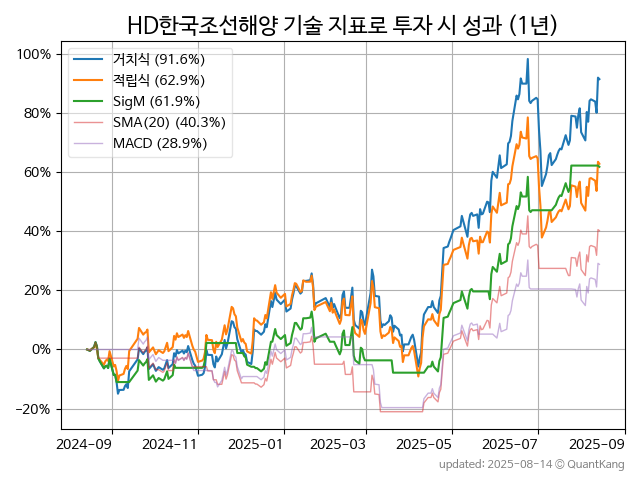 HD한국조선해양 기술 지표로 투자 시 성과 (1년)
거치식 (91.6%)
적립식 (62.9%)
SigM (61.9%)
SMA(20) (40.3%)
MACD (28.9%)
100%
80%
60%
40%
20%
0%
−20%
2024-09 2024-11 2025-01 2025-03 2025-05 2025-07 2025-09
updated: 2025-08-14 © QuantKang